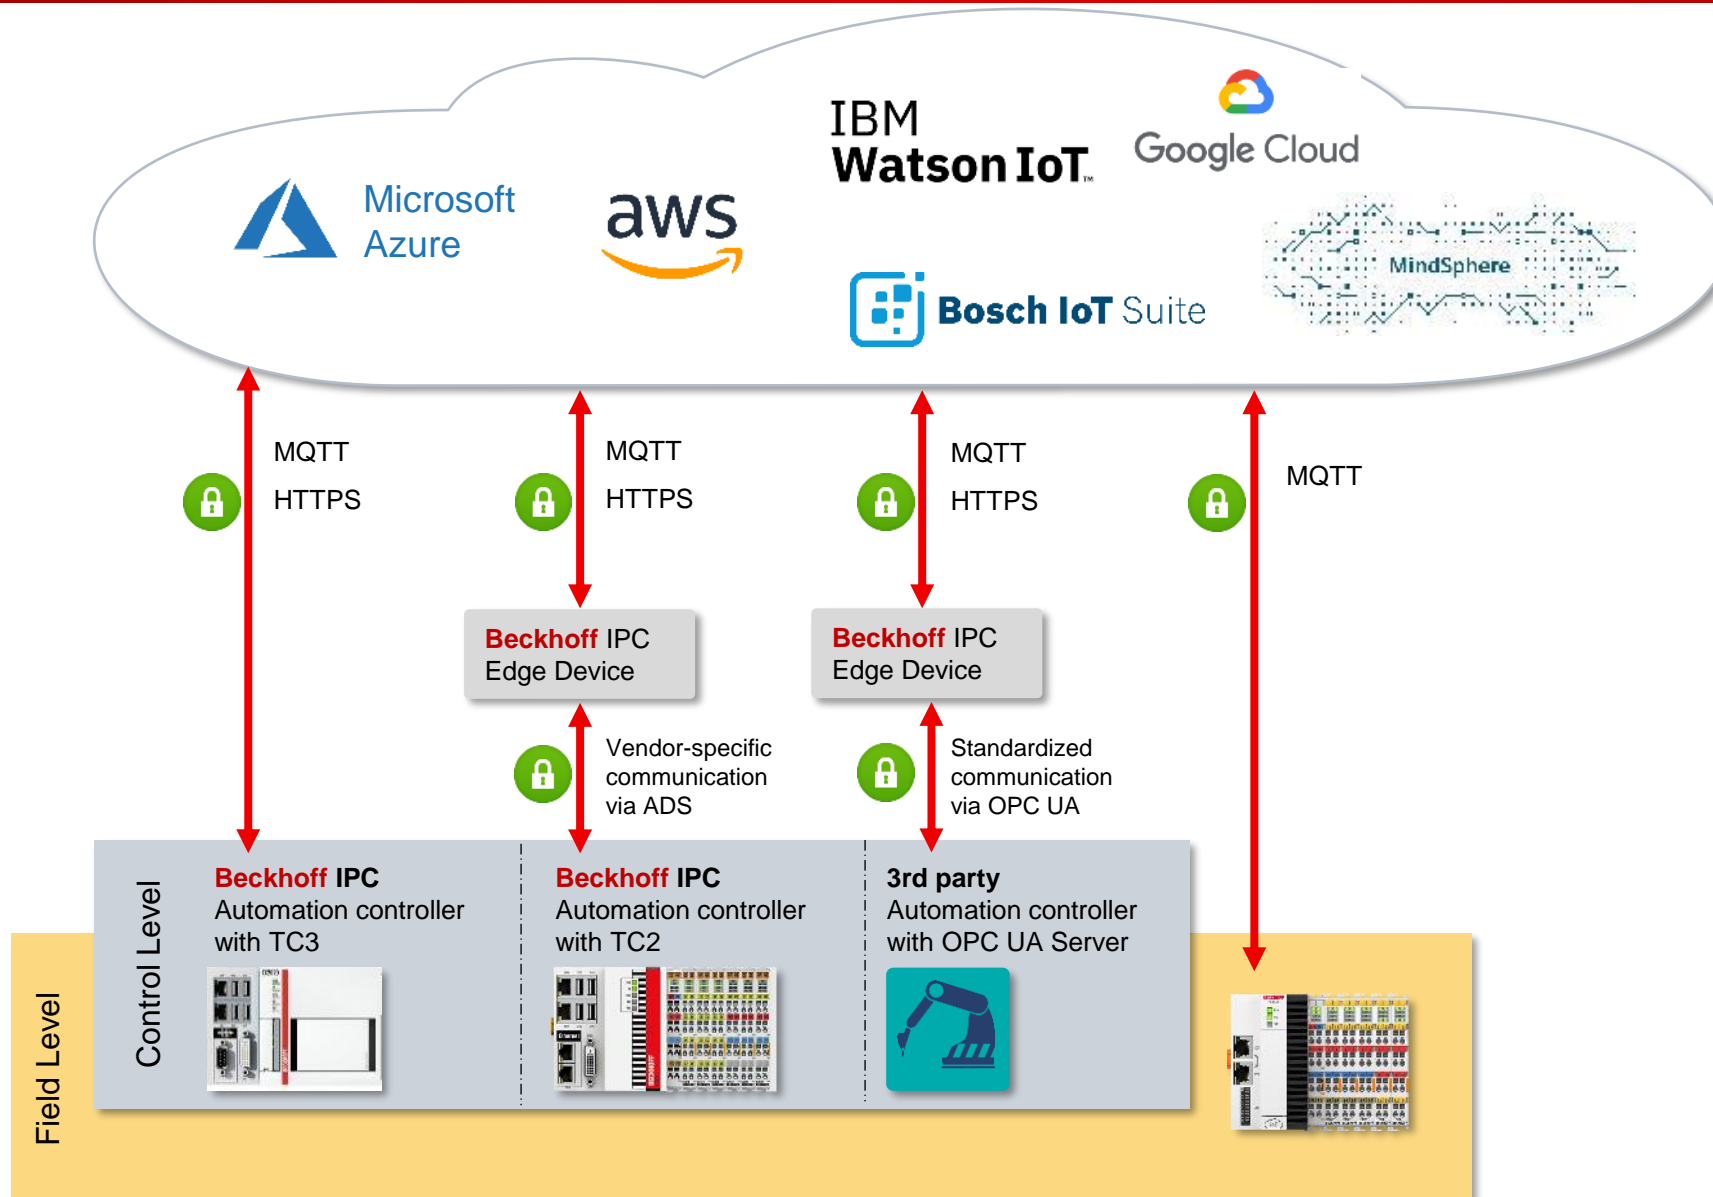 IBM
Watson IoT™
Google Cloud
Microsoft
Azure
aws
MindSphere
Bosch IoT Suite
MQTT
HTTPS
MQTT
HTTPS
MQTT
HTTPS
MQTT
Beckhoff IPC
Edge Device
Beckhoff IPC
Edge Device
Vendor-specific
communication
via ADS
Standardized
communication
via OPC UA
Field Level
Control Level
Beckhoff IPC
Automation controller
with TC3
Beckhoff IPC
Automation controller
with TC2
3rd party
Automation controller
with OPC UA Server
BECKHOFF
BECKHOFF